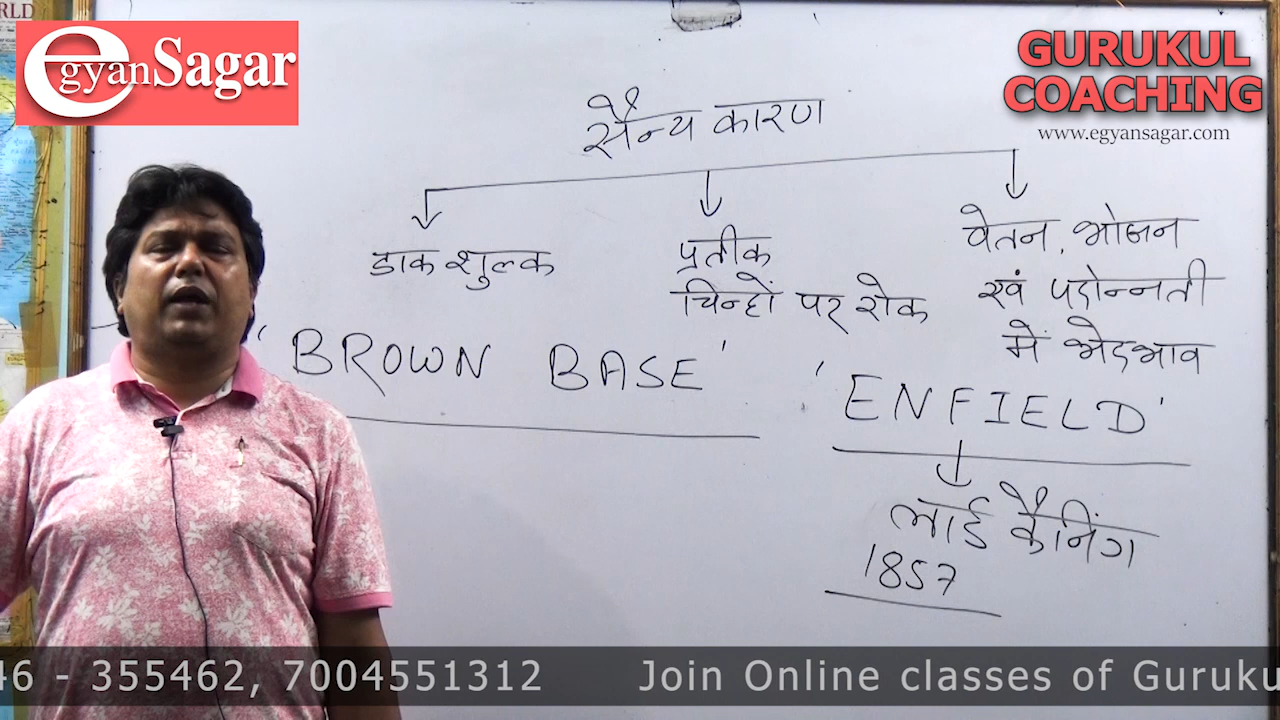 RLD
egyanSagar
GURUKUL
COACHING
www.egyansagar.com
सैन्य कारण
डाक शुल्क
प्रतीक
चिन्हों पर रोक
वेतन, भोजन
एवं पदोन्नती
में भेदभाव
'BROWN BASE'
'ENFIELD'
लार्ड कैनिंग
1857
46 - 355462, 7004551312 Join Online classes of Guruku